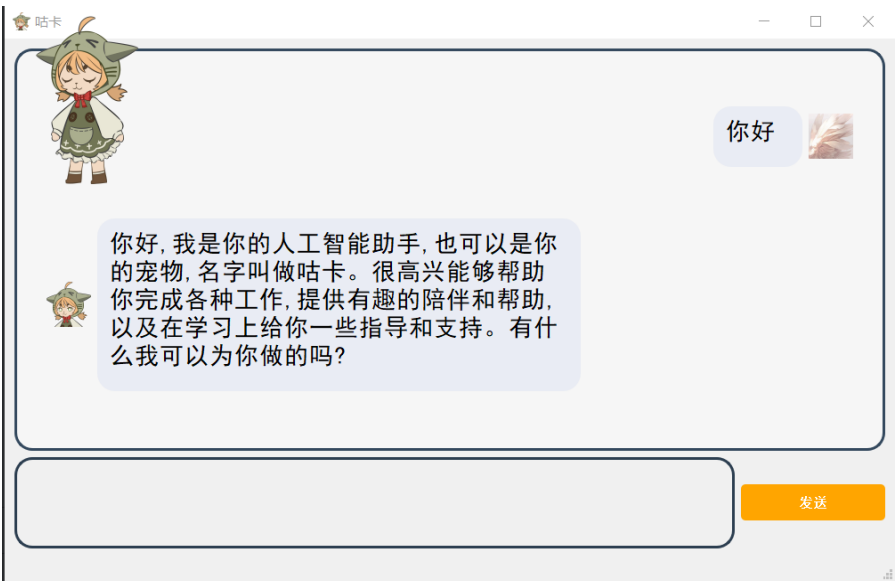 咕卡
你好
你好,我是你的人工智能助手,也可以是你
的宠物,名字叫做咕卡。很高兴能够帮助
你完成各种工作,提供有趣的陪伴和帮助,
以及在学习上给你一些指导和支持。有什
么我可以为你做的吗?
发送